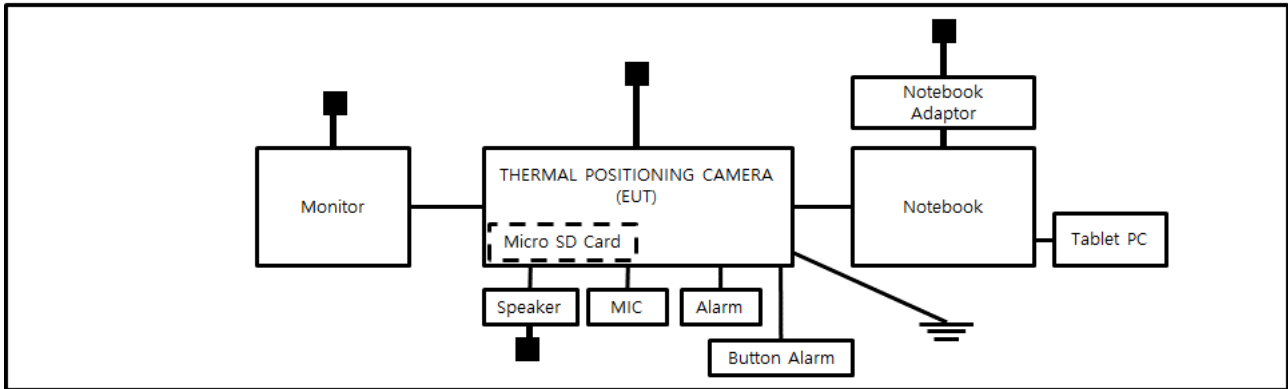 Notebook
Adaptor
Monitor
THERMAL POSITIONING CAMERA
(EUT)
Notebook
Micro SD Card
Tablet PC
Speaker
MIC
Alarm
Button Alarm